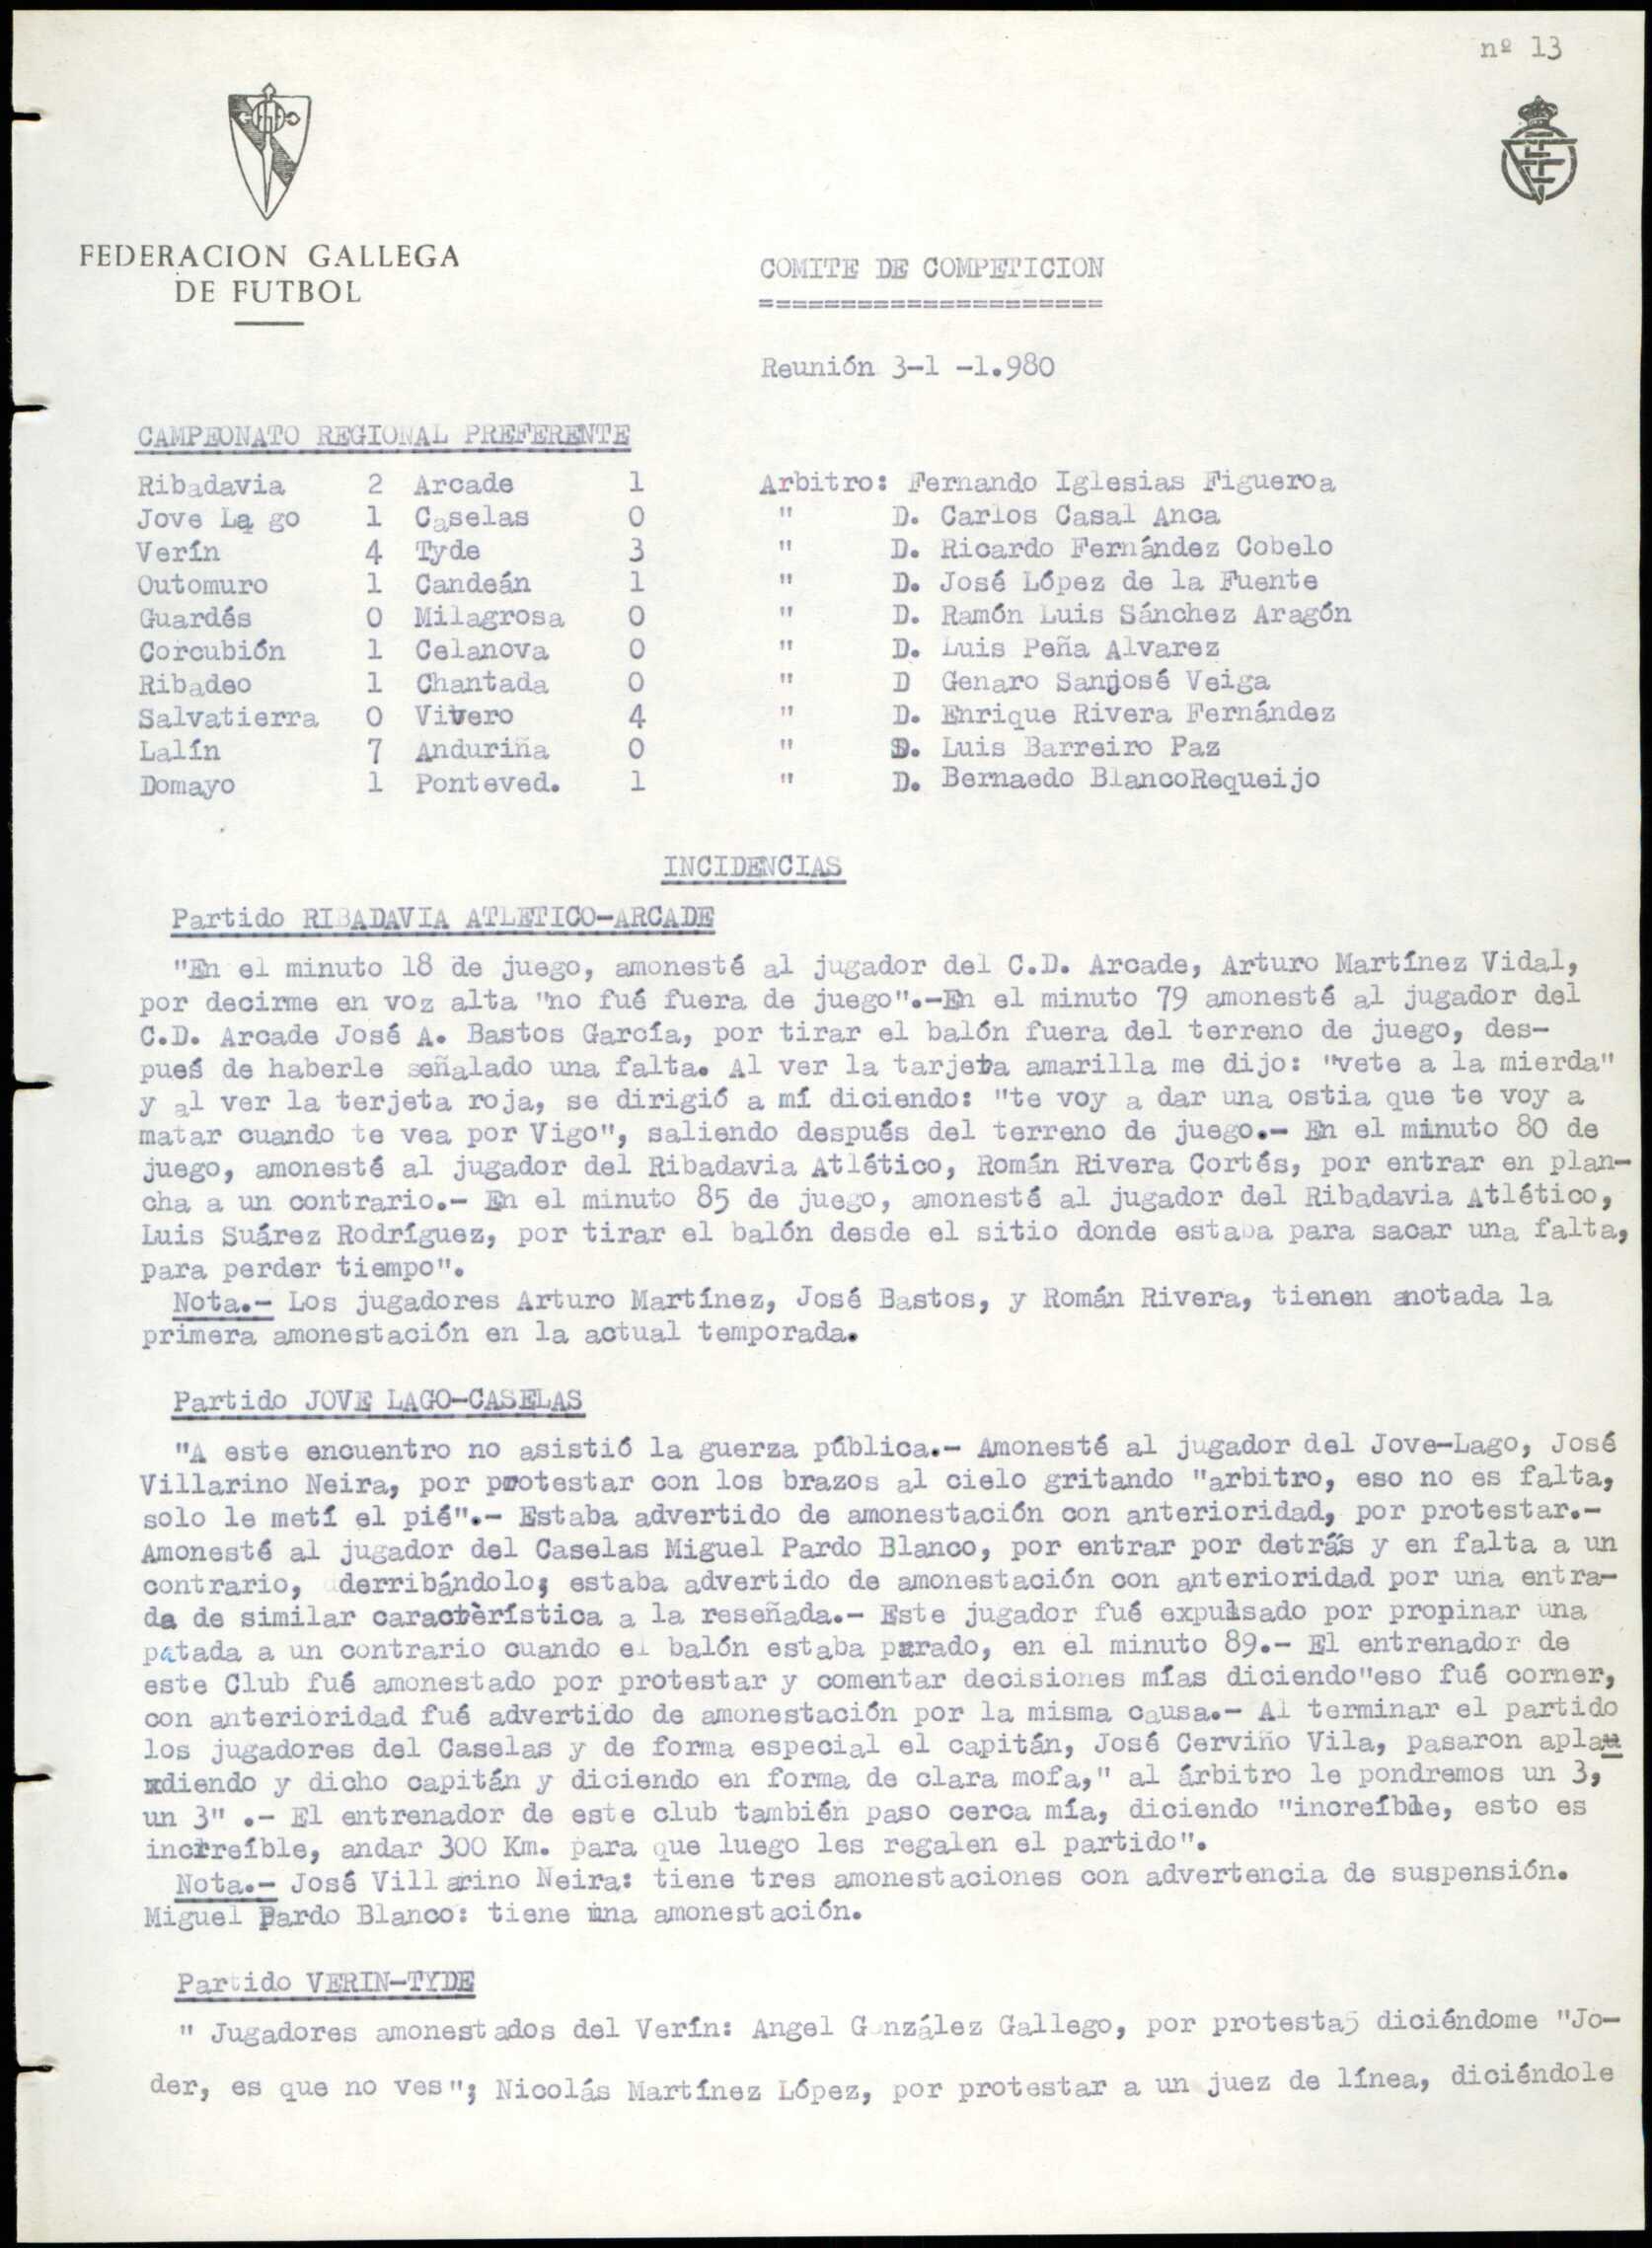 nº 13
FEDERACION GALLEGA
DE FUTBOL
COMITE DE COMPETICION
=====================
Reunión 3-1 -1.980
CAMPEONATO REGIONAL PREFERENTE
Ribadavia 2 Arcade 1 Arbitro: Fernando Iglesias Figueroa
Jove La go 1 Caselas 0 " D. Carlos Casal Anca
Verín 4 Tyde 3 " D. Ricardo Fernández Cobelo
Outomuro 1 Candeán 1 " D. José López de la Fuente
Guardés 0 Milagrosa 0 " D. Ramón Luis Sánchez Aragón
Corcubión 1 Celanova 0 " D. Luis Peña Alvarez
Ribadeo 1 Chantada 0 " D Genaro Sanjosé Veiga
Salvatierra 0 Vivero 4 " D. Enrique Rivera Fernández
Lalín 7 Anduriña 0 " D. Luis Barreiro Paz
Domayo 1 Ponteved. 1 " D. Bernaedo BlancoRequeijo
INCIDENCIAS
Partido RIBADAVIA ATLETICO-ARCADE
"En el minuto 18 de juego, amonesté al jugador del C.D. Arcade, Arturo Martínez Vidal,
por decirme en voz alta "no fué fuera de juego".-En el minuto 79 amonesté al jugador del
C.D. Arcade José A. Bastos García, por tirar el balón fuera del terreno de juego, des-
pueś de haberle señalado una falta. Al ver la tarjeta amarilla me dijo: "vete a la mierda"
y al ver la terjeta roja, se dirigió a mí diciendo: "te voy a dar una ostia que te voy a
matar cuando te vea por Vigo", saliendo después del terreno de juego.- En el minuto 80 de
juego, amonesté al jugador del Ribadavia Atlético, Román Rivera Cortés, por entrar en plan-
cha a un contrario.- En el minuto 85 de juego, amonesté al jugador del Ribadavia Atlético,
Luis Suárez Rodríguez, por tirar el balón desde el sitio donde estaba para sacar una falta,
para perder tiempo".
Nota.- Los jugadores Arturo Martínez, José Bastos, y Román Rivera, tienen anotada la
primera amonestación en la actual temporada.
Partido JOVE LAGO-CASELAS
"A este encuentro no asistió la guerza pública.- Amonesté al jugador del Jove-Lago, José
Villarino Neira, por protestar con los brazos al cielo gritando "arbitro, eso no es falta,
solo le metí el pié".- Estaba advertido de amonestación con anterioridad, por protestar.-
Amonesté al jugador del Caselas Miguel Pardo Blanco, por entrar por detrás y en falta a un
contrario, derribándolo; estaba advertido de amonestación con anterioridad por una entra-
da de similar característica a la reseñada.- Este jugador fué expulsado por propinar una
patada a un contrario cuando el balón estaba parado, en el minuto 89.- El entrenador de
este Club fué amonestado por protestar y comentar decisiones mías diciendo"eso fué corner,
con anterioridad fué advertido de amonestación por la misma causa.- Al terminar el partido
los jugadores del Caselas y de forma especial el capitán, José Cerviño Vila, pasaron aplau
xdiendo y dicho capitán y diciendo en forma de clara mofa," al árbitro le pondremos un 3,
un 3" .- El entrenador de este club también paso cerca mía, diciendo "increíble, esto es
increíble, andar 300 Km. para que luego les regalen el partido".
Nota.- José Villarino Neira: tiene tres amonestaciones con advertencia de suspensión.
Miguel Pardo Blanco: tiene una amonestación.
Partido VERIN-TYDE
" Jugadores amonestados del Verín: Angel González Gallego, por protesta5 diciéndome "Jo-
der, es que no ves"; Nicolás Martínez López, por protestar a un juez de línea, diciéndole